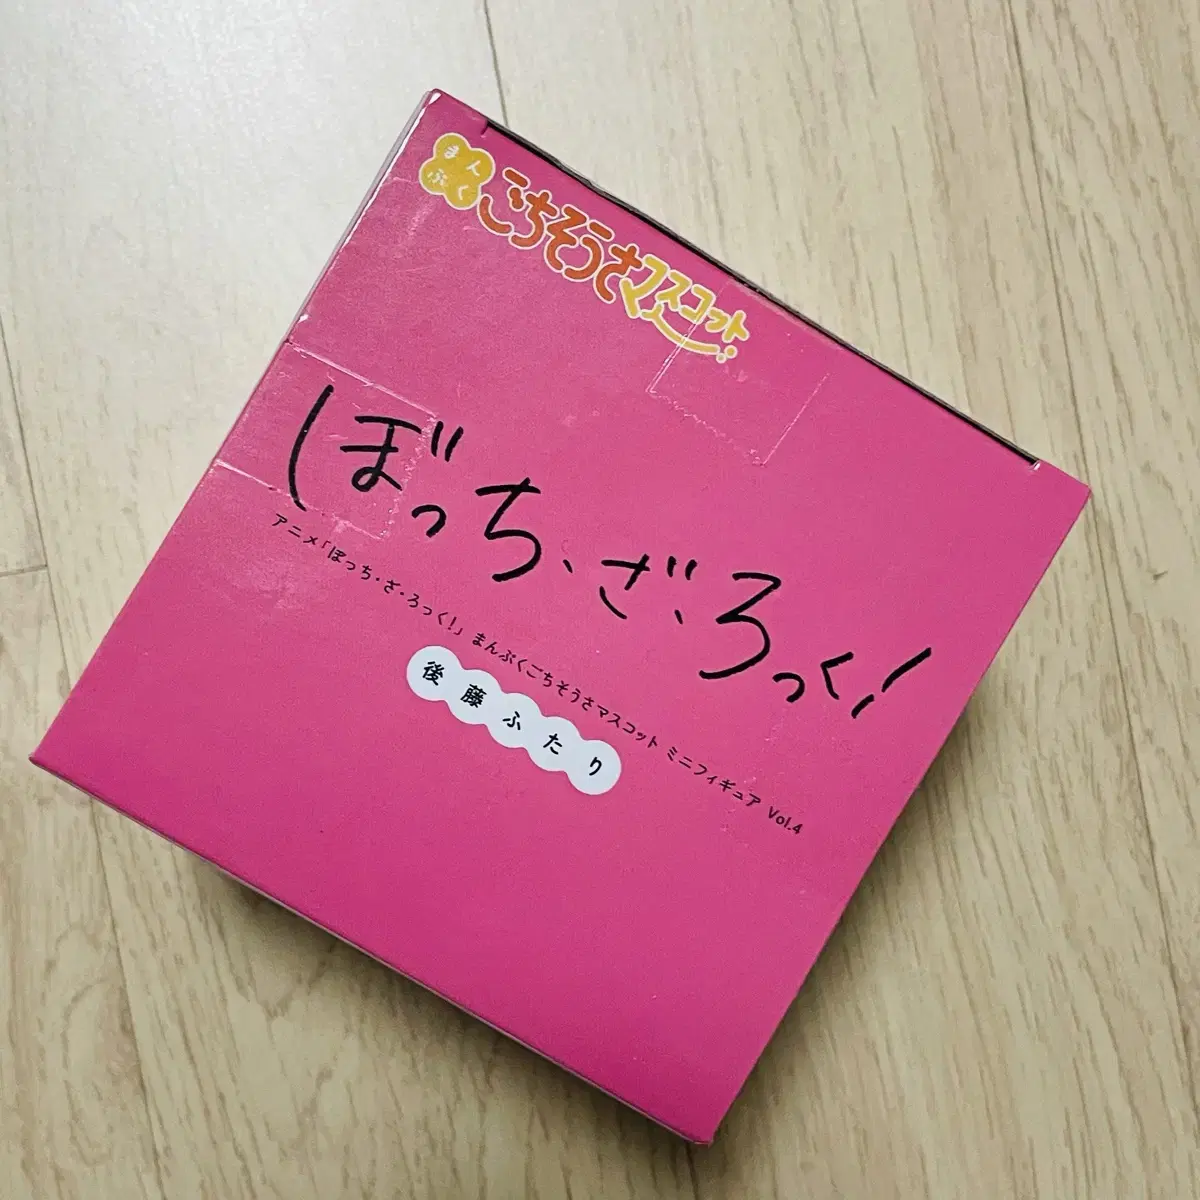 まんぷく
ごちそうさマスコット
ぼっち、ざ、ろっく!
アニメ「ぼっち・ざ・ろっく!」まんぷくごちそうさマスコット ミニフィギュア Vol.4
後藤ふたり